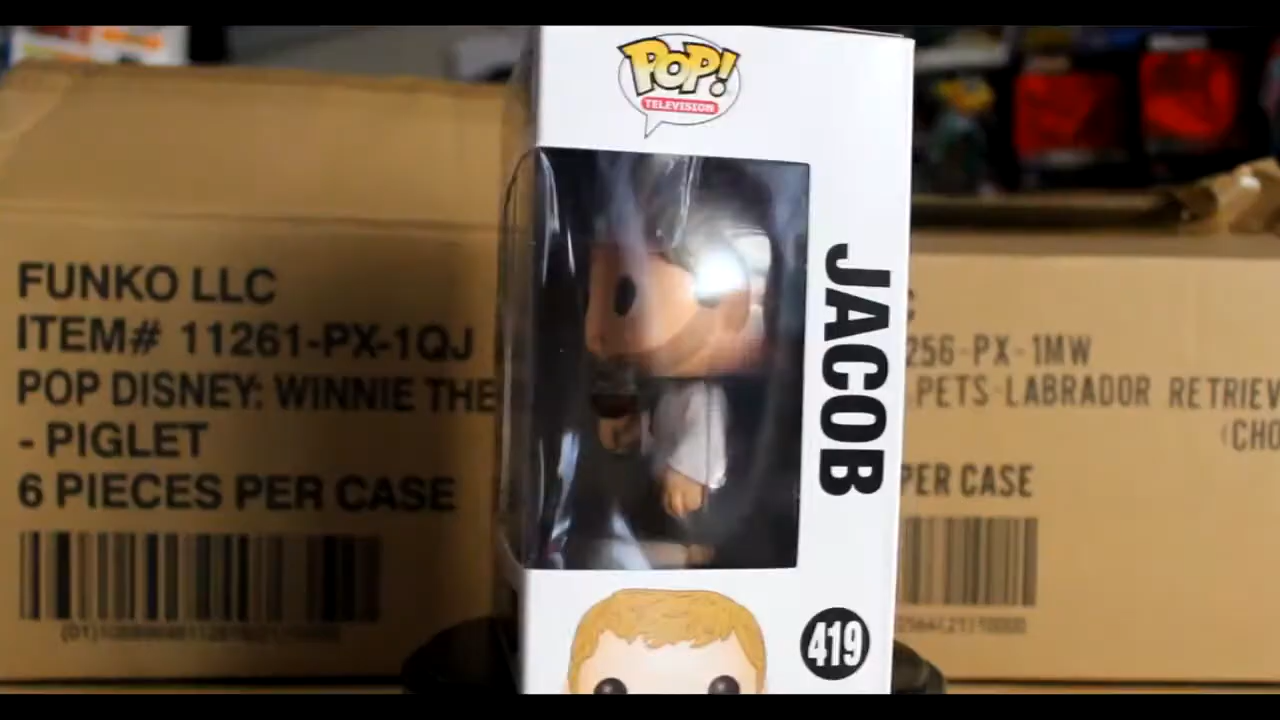 POP!
TELEVISION
JACOB
419
FUNKO LLC
ITEM# 11261-PX-1QJ
POP DISNEY: WINNIE THE
- PIGLET
6 PIECES PER CASE
256-PX-1MW
PETS-LABRADOR RETRIEV
(CHO
PER CASE